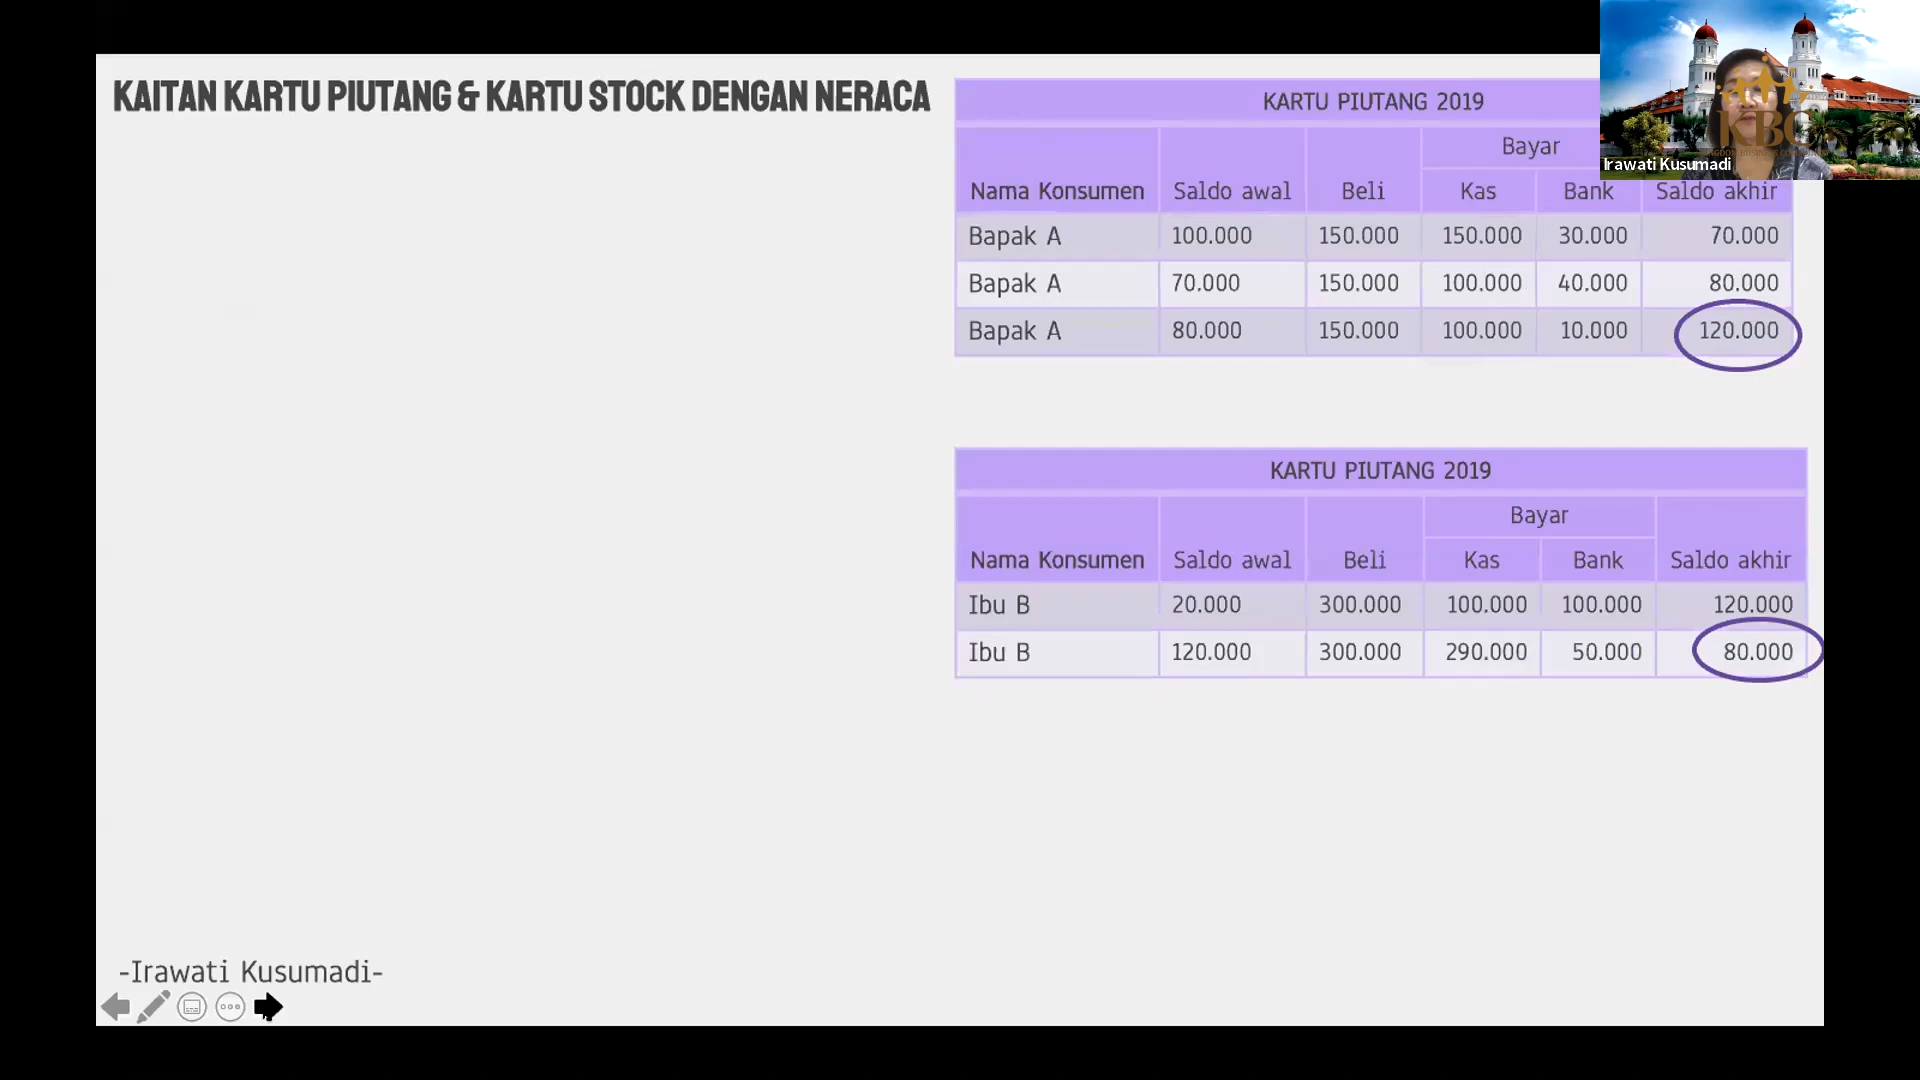 KAITAN KARTU PIUTANG & KARTU STOCK DENGAN NERACA
KARTU PIUTANG 2019
Bayar
Nama Konsumen Saldo awal Beli Kas Bank Saldo akhir
Bapak A 100.000 150.000 150.000 30.000 70.000
Bapak A 70.000 150.000 100.000 40.000 80.000
Bapak A 80.000 150.000 100.000 10.000 120.000
KARTU PIUTANG 2019
Bayar
Nama Konsumen Saldo awal Beli Kas Bank Saldo akhir
Ibu B 20.000 300.000 100.000 100.000 120.000
Ibu B 120.000 300.000 290.000 50.000 80.000
-Irawati Kusumadi-
KBC
Irawati Kusumadi